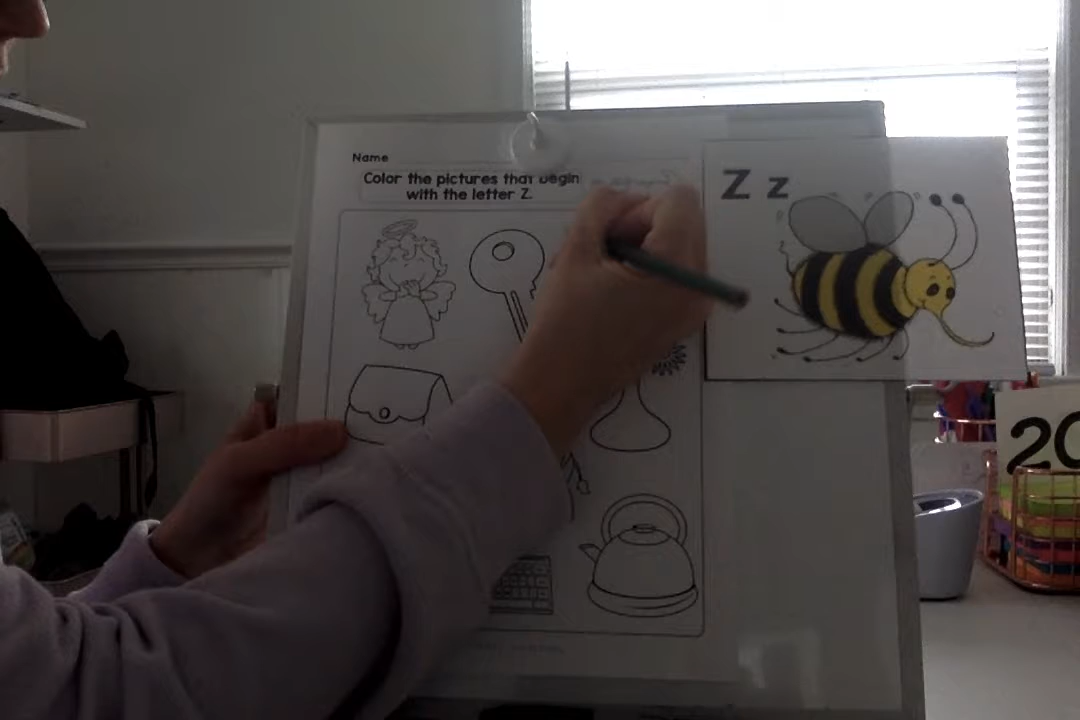 Name
Color the pictures that begin
with the letter Z.
Z z
20